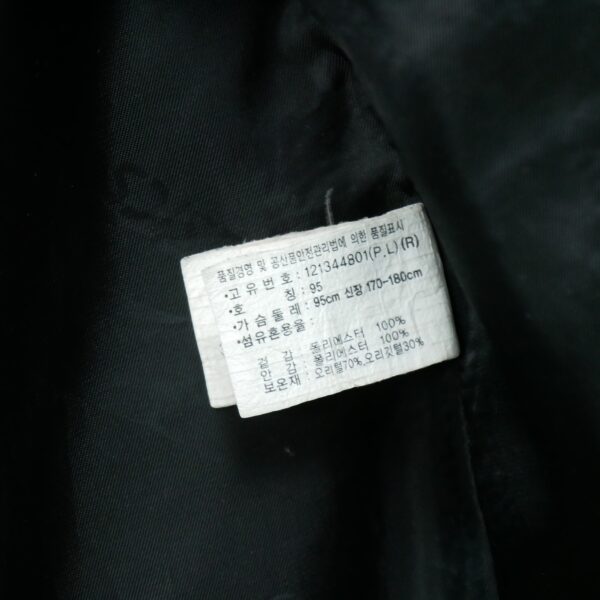 품질경영 및 공산품안전관리법에 의한 품질표시
·고유번호 : 121344801(P.L)(R)
·호 칭 : 95
·가슴둘레 : 95cm 신장 170-180cm
·섬유혼용율 :
겉 감 : 폴리에스터 100%
안 감 : 폴리에스터 100%
보온재 : 오리털70%,오리깃털30%